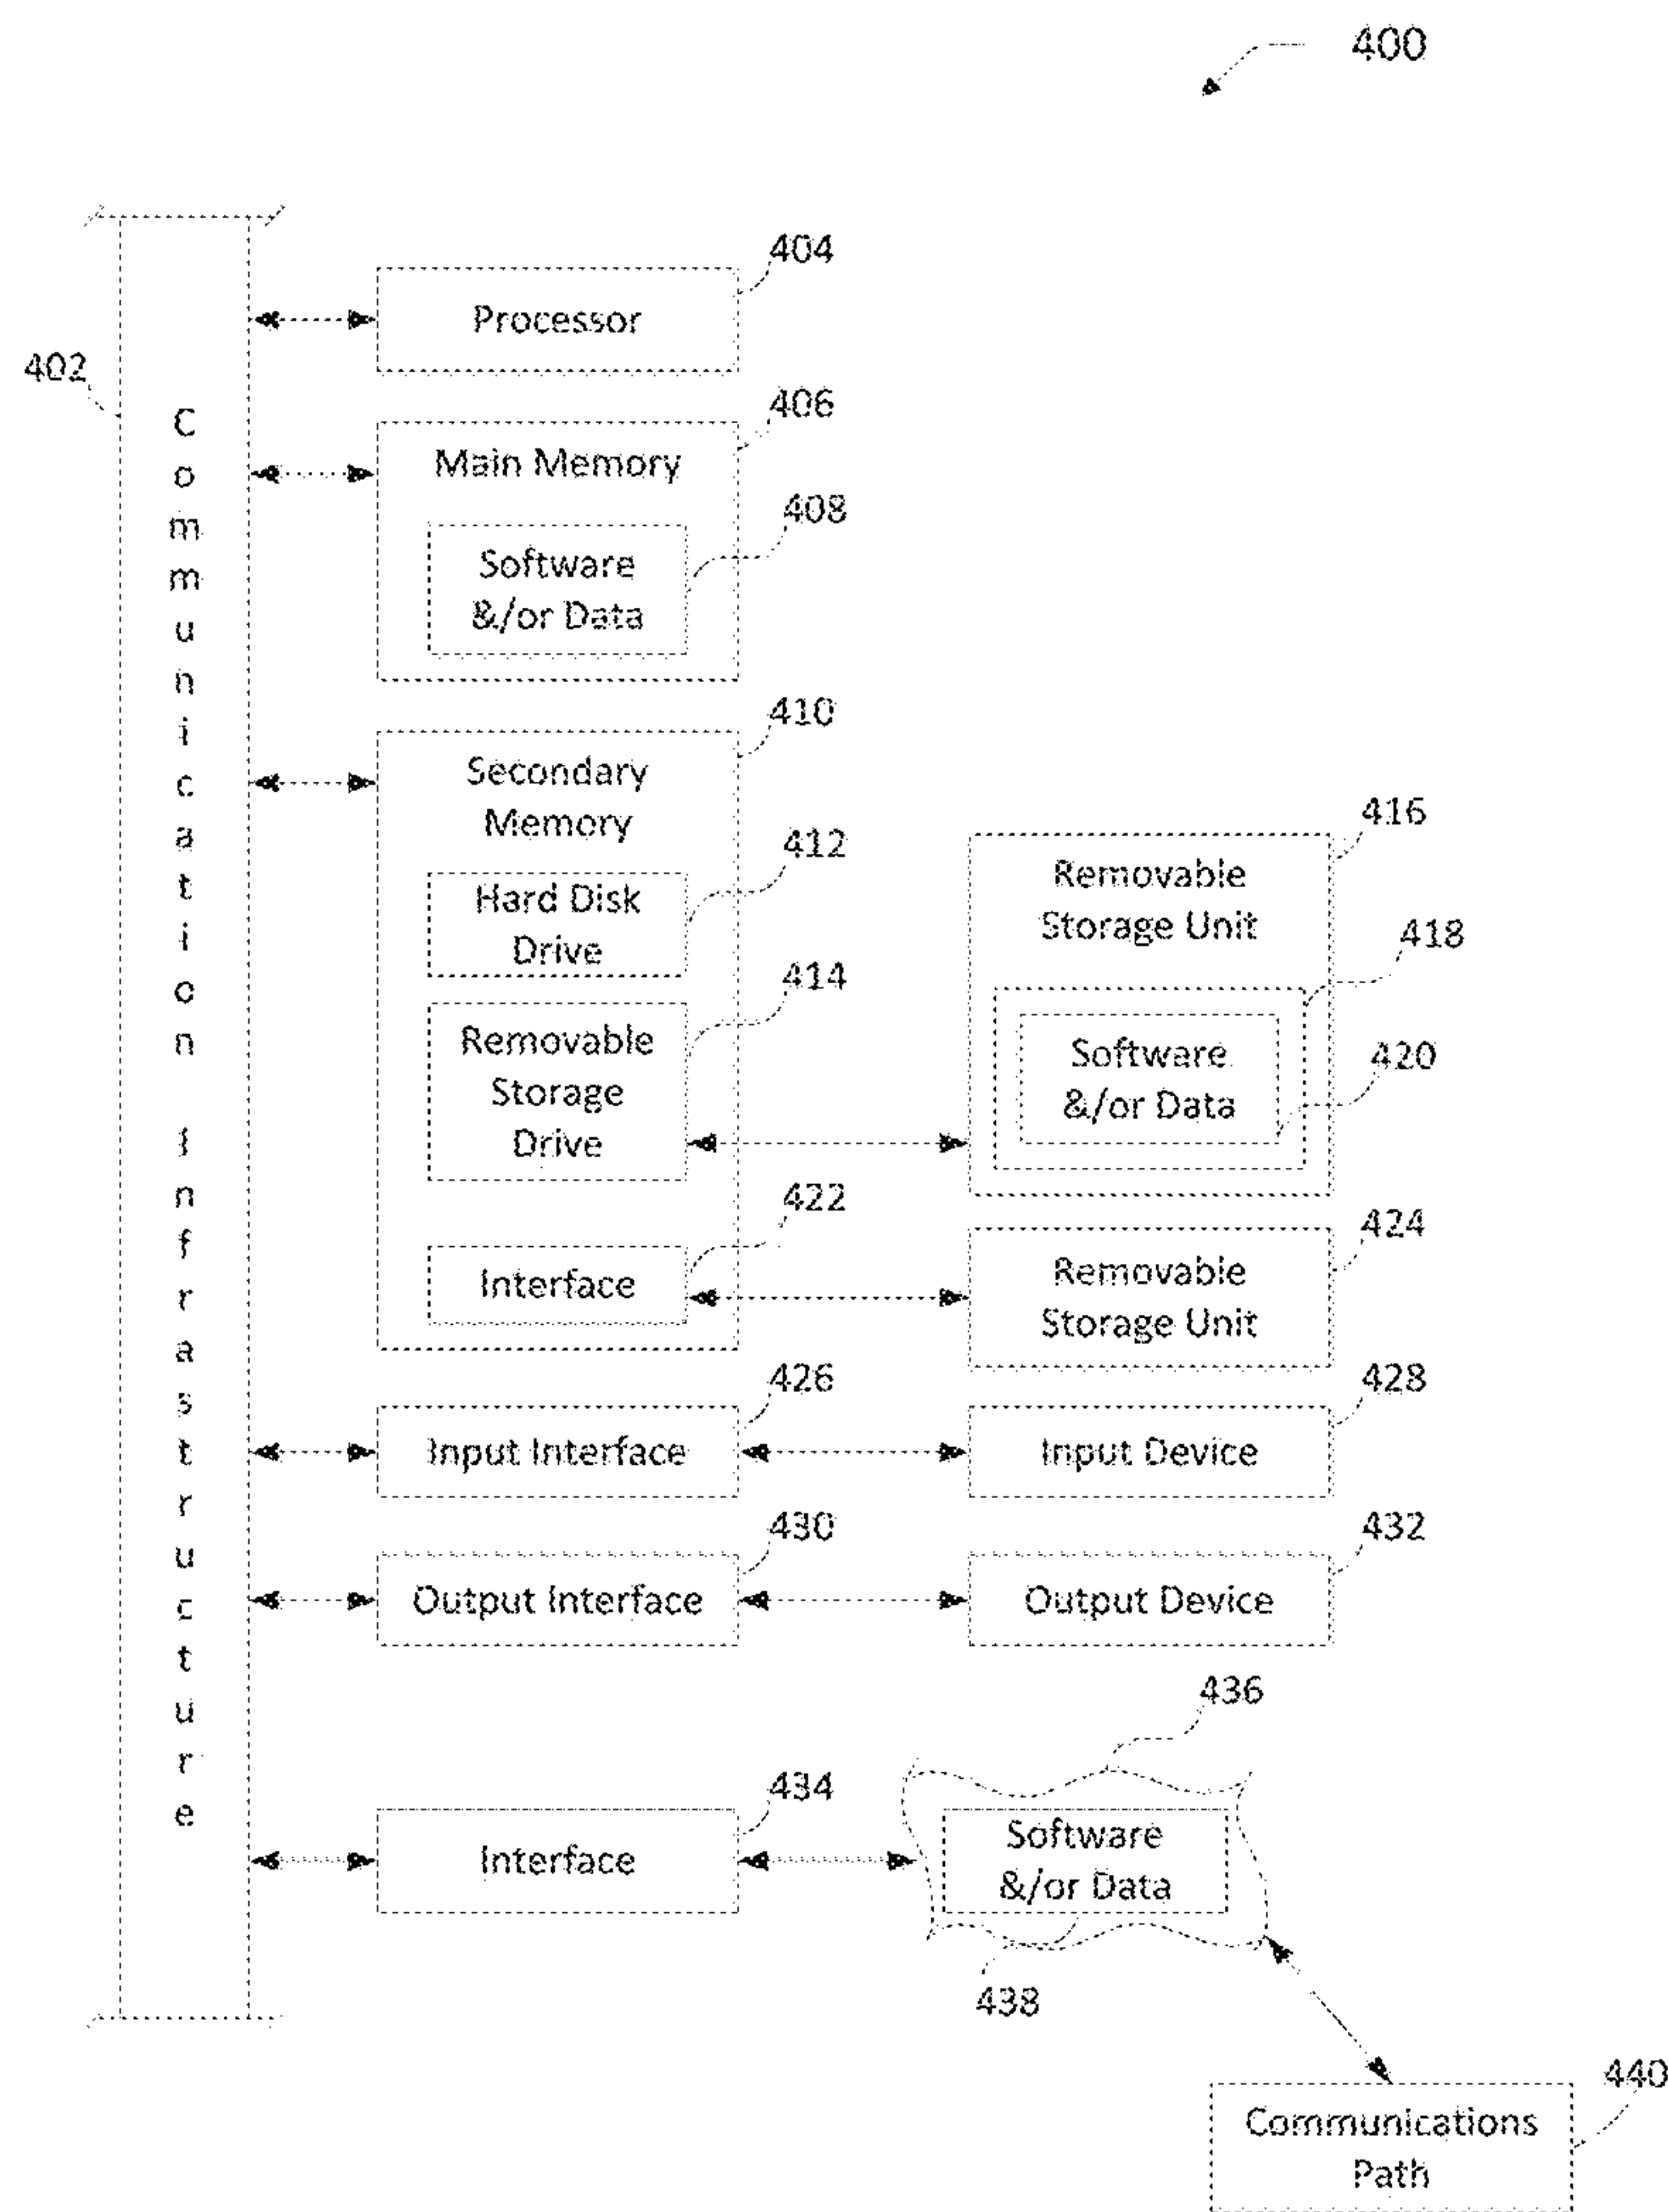 400
404
Processor
402
406
Main Memory
408
Software
&/or Data
Communication Infrastructure
410
Secondary
Memory
412
Hard Disk
Drive
414
Removable
Storage
Drive
416
Removable
Storage Unit
418
Software
&/or Data
420
422
Interface
424
Removable
Storage Unit
426
Input Interface
428
Input Device
430
Output Interface
432
Output Device
434
Interface
436
Software
&/or Data
438
440
Communications
Path